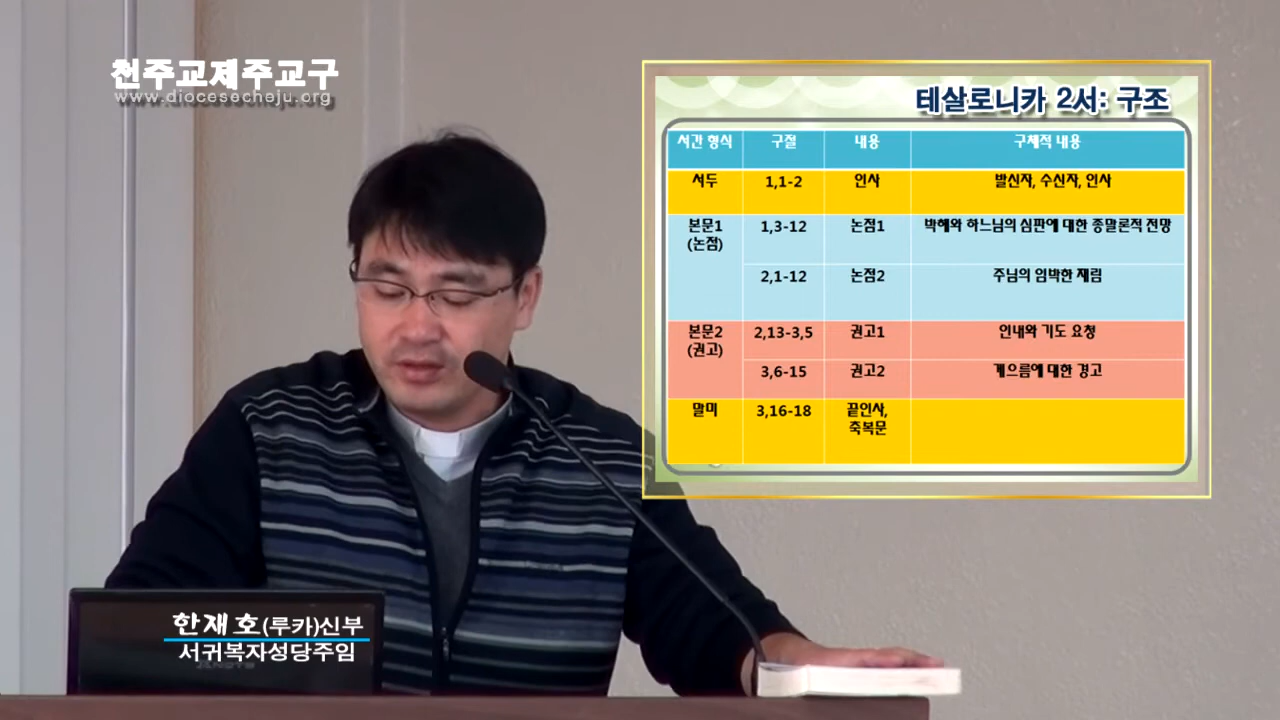 천주교제주교구
www.diocesecheju.org
테살로니카 2서: 구조
서간 형식 구절 내용 구체적 내용
서두 1,1-2 인사 발신자, 수신자, 인사
본문1 1,3-12 논점1 박해와 하느님의 심판에 대한 종말론적 전망
(논점)
2,1-12 논점2 주님의 임박한 재림
본문2 2,13-3,5 권고1 인내와 기도 요청
(권고)
3,6-15 권고2 게으름에 대한 경고
말미 3,16-18 끝인사,
축복문
한재호(루카)신부
서귀복자성당주임